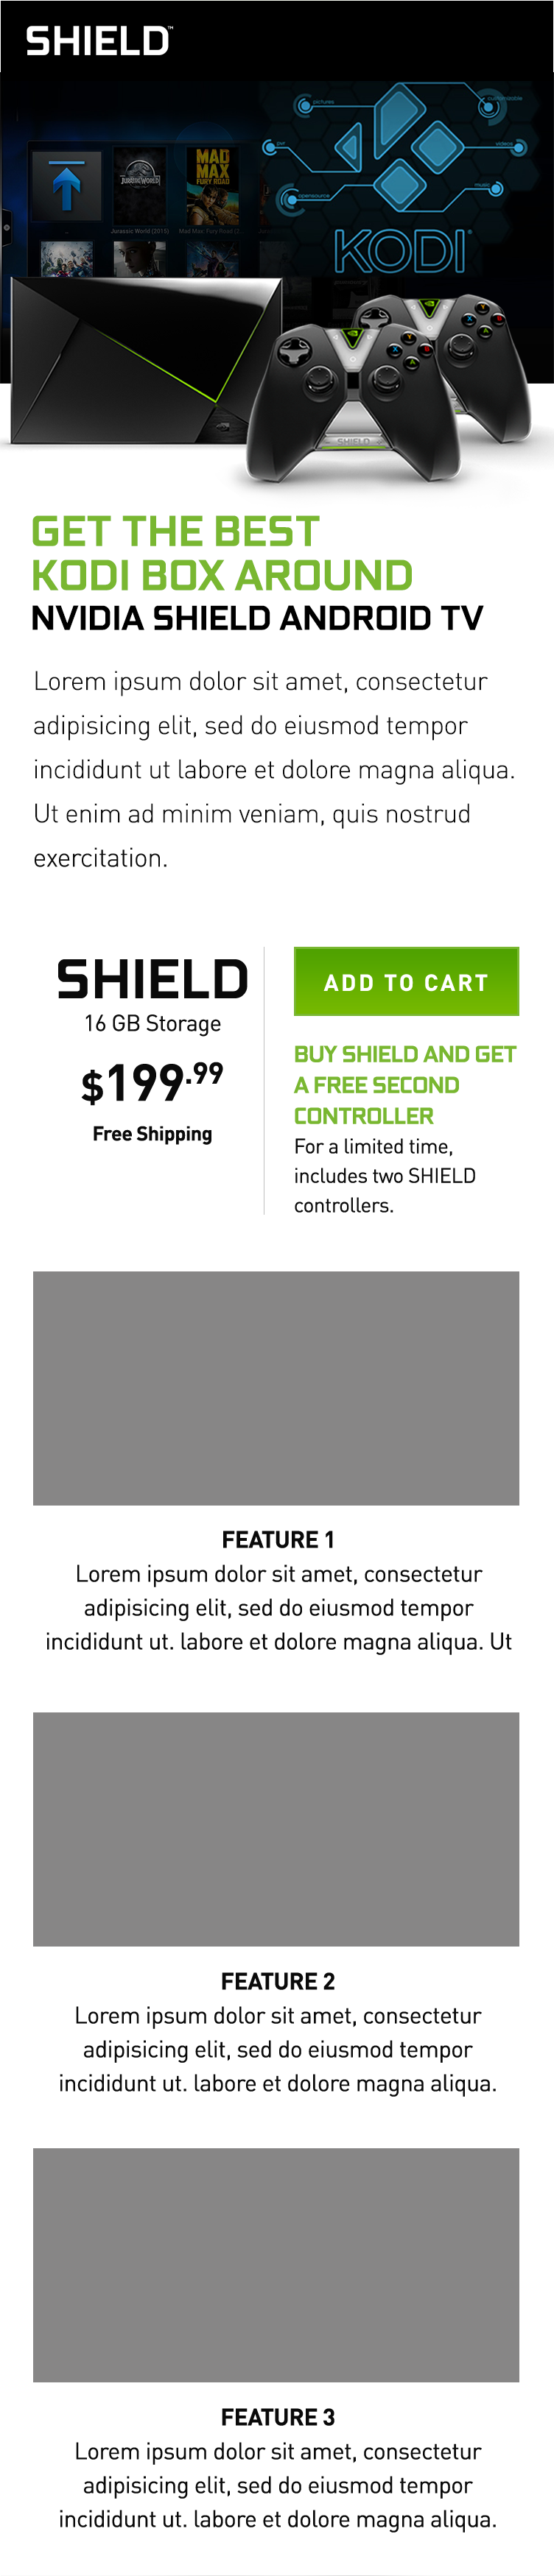 SHIELD™
pictures
customizable
pvr
videos
opensource
music
KODI®
JURASSIC WORLD
MAD
MAX
FURY ROAD
Jurassic World (2015)
Mad Max: Fury Road (2...
SHIELD
GET THE BEST
KODI BOX AROUND
NVIDIA SHIELD ANDROID TV
Lorem ipsum dolor sit amet, consectetur
adipisicing elit, sed do eiusmod tempor
incididunt ut labore et dolore magna aliqua.
Ut enim ad minim veniam, quis nostrud
exercitation.
SHIELD
16 GB Storage
$199.99
Free Shipping
ADD TO CART
BUY SHIELD AND GET
A FREE SECOND
CONTROLLER
For a limited time,
includes two SHIELD
controllers.
FEATURE 1
Lorem ipsum dolor sit amet, consectetur
adipisicing elit, sed do eiusmod tempor
incididunt ut. labore et dolore magna aliqua. Ut
FEATURE 2
Lorem ipsum dolor sit amet, consectetur
adipisicing elit, sed do eiusmod tempor
incididunt ut. labore et dolore magna aliqua.
FEATURE 3
Lorem ipsum dolor sit amet, consectetur
adipisicing elit, sed do eiusmod tempor
incididunt ut. labore et dolore magna aliqua.